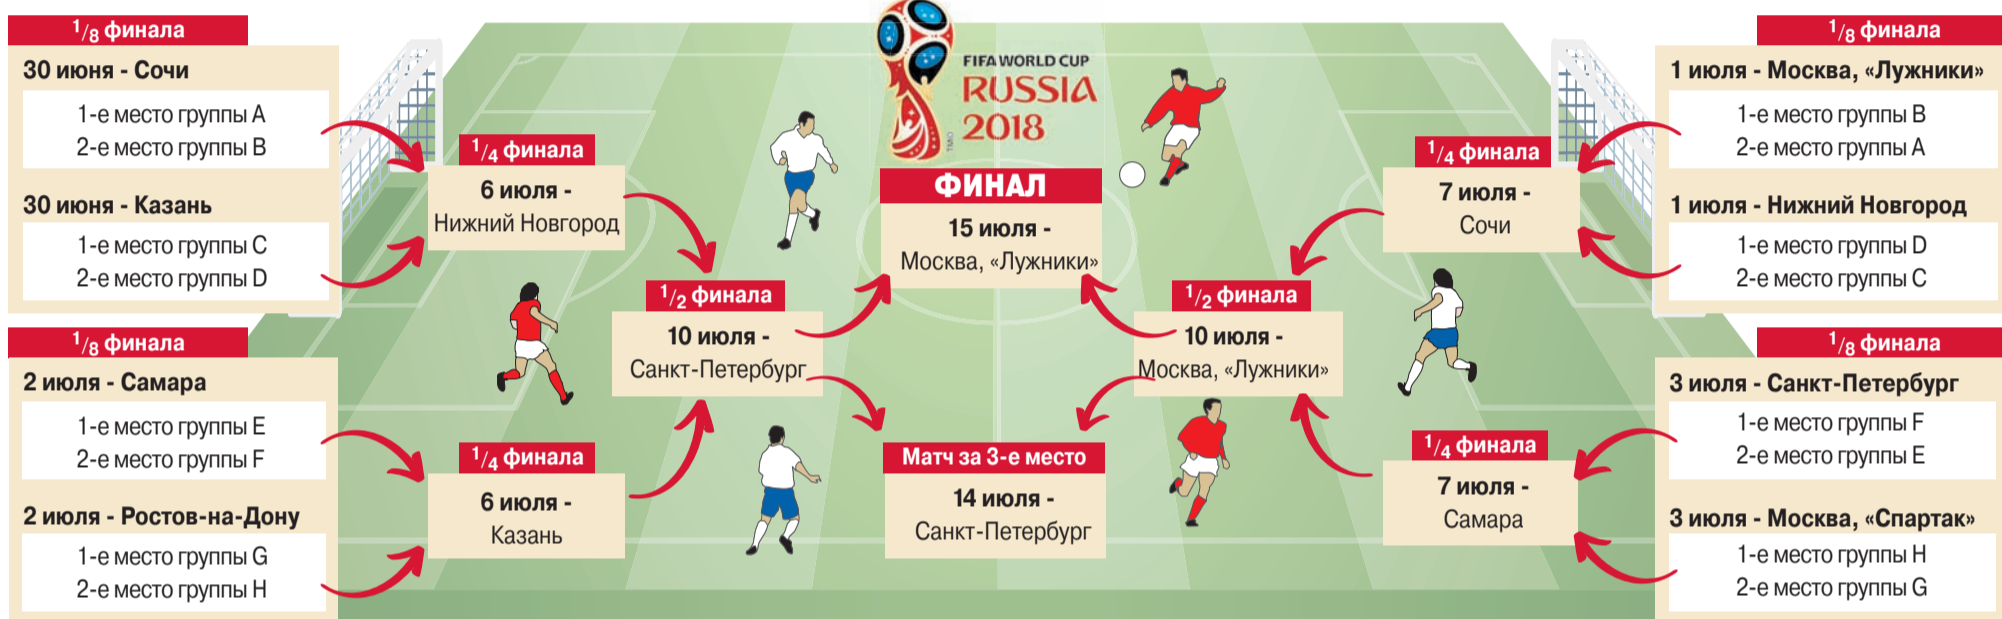 1/8 финала
30 июня - Сочи
1-е место группы A
2-е место группы B
30 июня - Казань
1-е место группы C
2-е место группы D
1/8 финала
2 июля - Самара
1-е место группы E
2-е место группы F
2 июля - Ростов-на-Дону
1-е место группы G
2-е место группы H
1/4 финала
6 июля -
Нижний Новгород
1/4 финала
6 июля -
Казань
1/2 финала
10 июля -
Санкт-Петербург
FIFA WORLD CUP
RUSSIA
2018
ФИНАЛ
15 июля -
Москва, «Лужники»
Матч за 3-е место
14 июля -
Санкт-Петербург
1/2 финала
10 июля -
Москва, «Лужники»
1/4 финала
7 июля -
Сочи
1/4 финала
7 июля -
Самара
1/8 финала
1 июля - Москва, «Лужники»
1-е место группы B
2-е место группы A
1 июля - Нижний Новгород
1-е место группы D
2-е место группы C
1/8 финала
3 июля - Санкт-Петербург
1-е место группы F
2-е место группы E
3 июля - Москва, «Спартак»
1-е место группы H
2-е место группы G